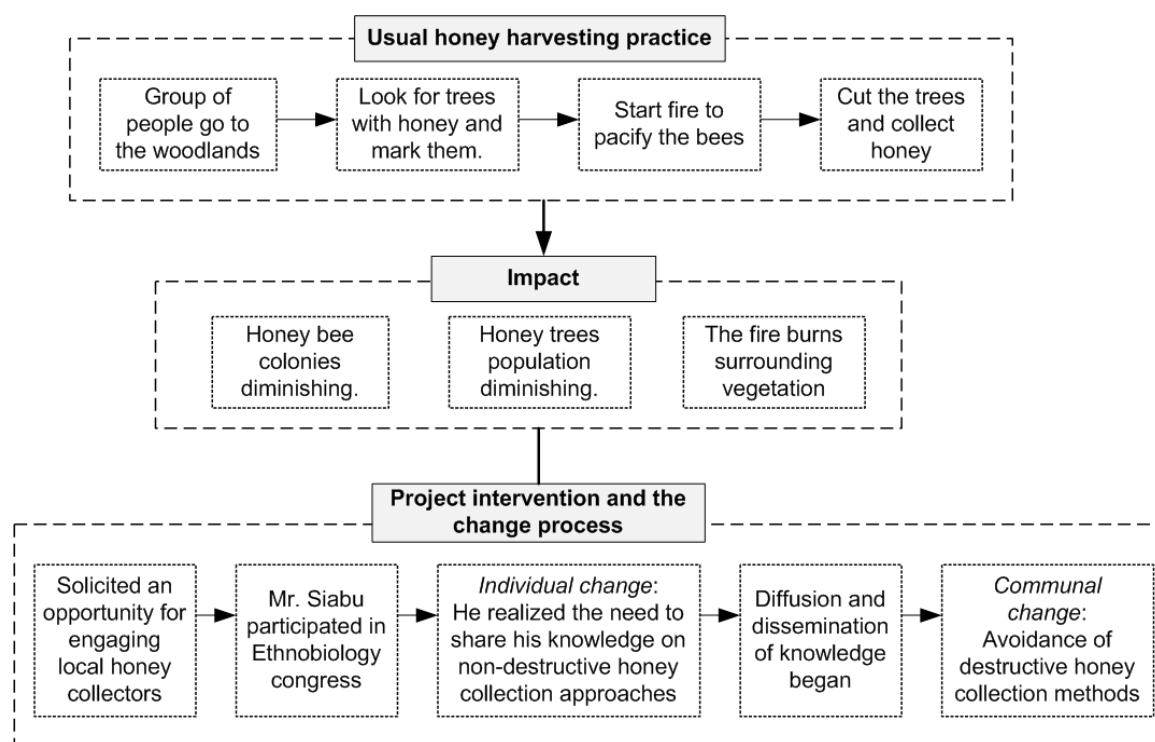 Usual honey harvesting practice
Group of
people go to
the woodlands
Look for trees
with honey and
mark them.
Start fire to
pacify the bees
Cut the trees
and collect
honey
Impact
Honey bee
colonies
diminishing.
Honey trees
population
diminishing.
The fire burns
surrounding
vegetation
Project intervention and the
change process
Solicited an
opportunity for
engaging
local honey
collectors
Mr. Siabu
participated in
Ethnobiology
congress
Individual change:
He realized the need to
share his knowledge on
non-destructive honey
collection approaches
Diffusion and
dissemination
of knowledge
began
Communal
change:
Avoidance of
destructive honey
collection methods